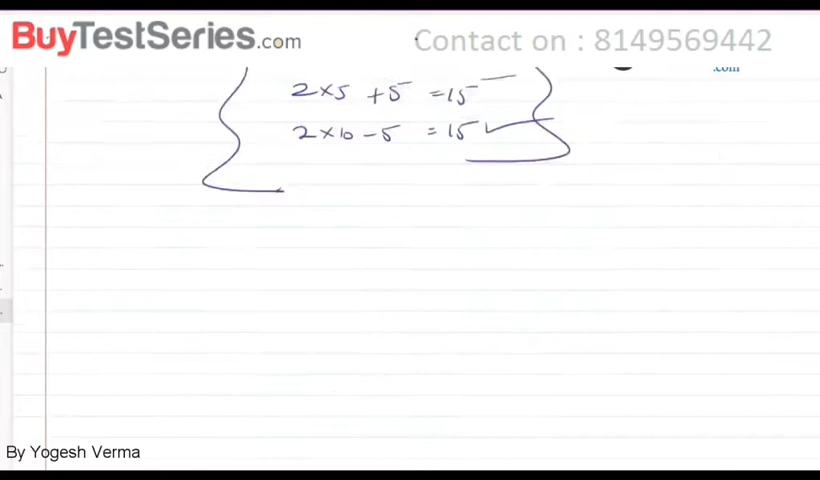 BuyTestSeries.com
Contact on : 8149569442
.com
2×5 +5 =15
2×10 -5 =15
By Yogesh Verma